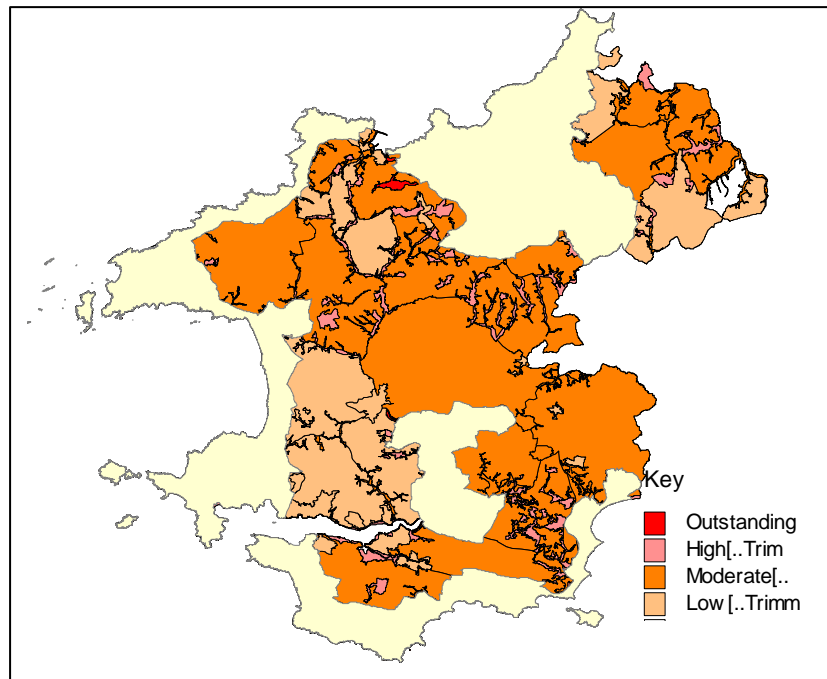 Key
Outstanding
High[..Trim
Moderate[..
Low [..Trimm